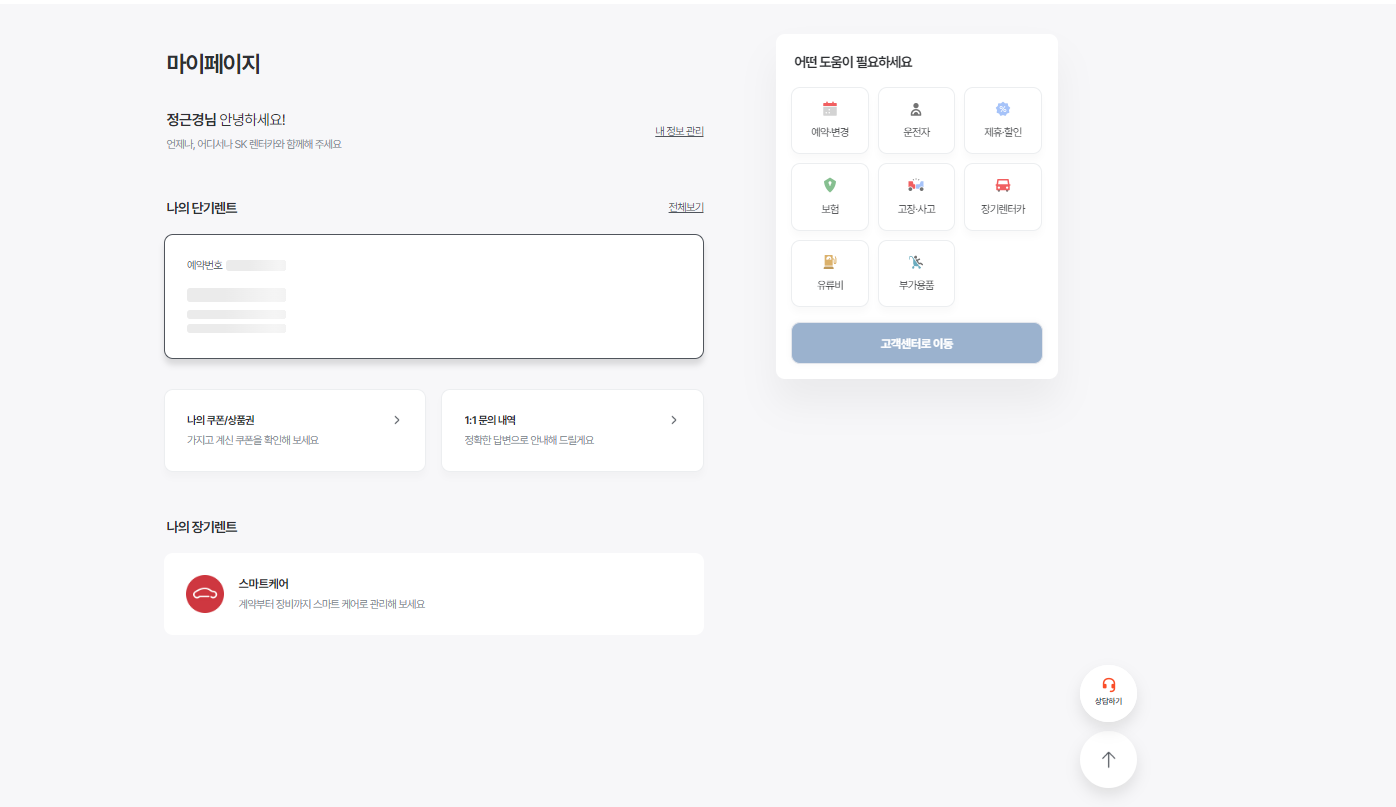 마이페이지
정근경님 안녕하세요!
언제나, 어디서나 SK 렌터카와 함께해 주세요
내 정보 관리
나의 단기렌트
전체보기
예약번호
나의 쿠폰/상품권
가지고 계신 쿠폰을 확인해 보세요
1:1 문의 내역
정확한 답변으로 안내해 드릴게요
나의 장기렌트
스마트케어
계약부터 장비까지 스마트 케어로 관리해 보세요
어떤 도움이 필요하세요
예약·변경
운전자
제휴·할인
보험
고장·사고
장기렌터카
유류비
부가용품
고객센터로 이동
상담하기